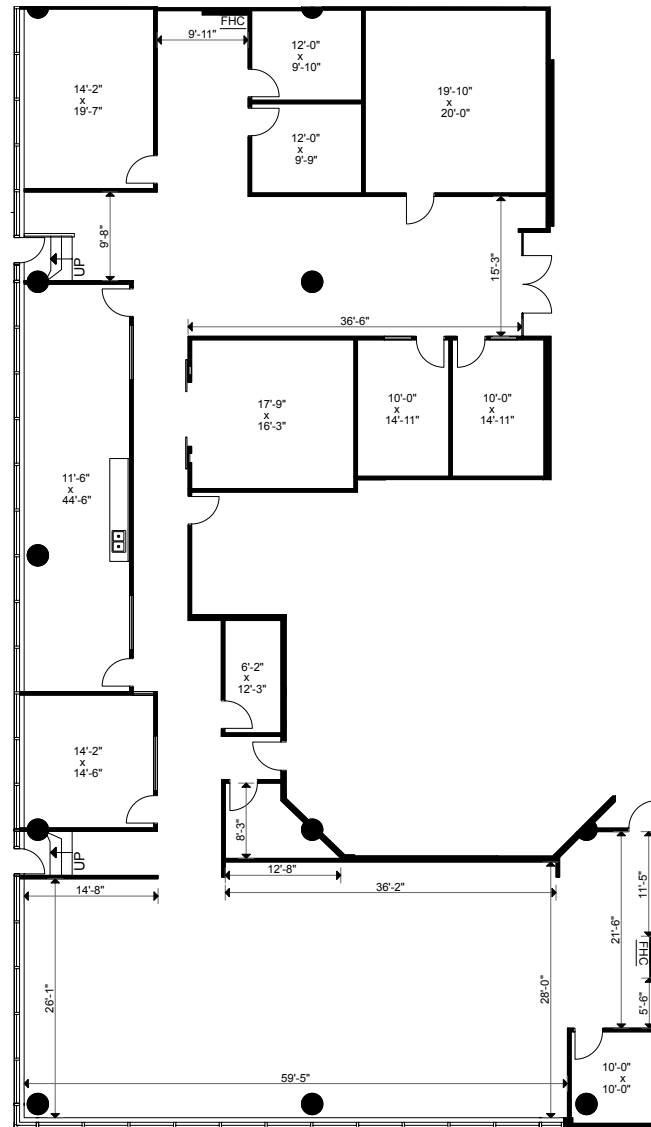 FHC
9'-11"
12'-0"
x
9'-10"
14'-2"
x
19'-7"
19'-10"
x
20'-0"
12'-0"
x
9'-9"
9'-8"
UP
15'-3"
36'-6"
17'-9"
x
16'-3"
10'-0"
x
14'-11"
10'-0"
x
14'-11"
11'-6"
x
44'-6"
6'-2"
x
12'-3"
14'-2"
x
14'-6"
8'-3"
UP
12'-8"
14'-8"
36'-2"
11'-5"
21'-6"
FHC
5'-6"
26'-1"
28'-0"
59'-5"
10'-0"
x
10'-0"